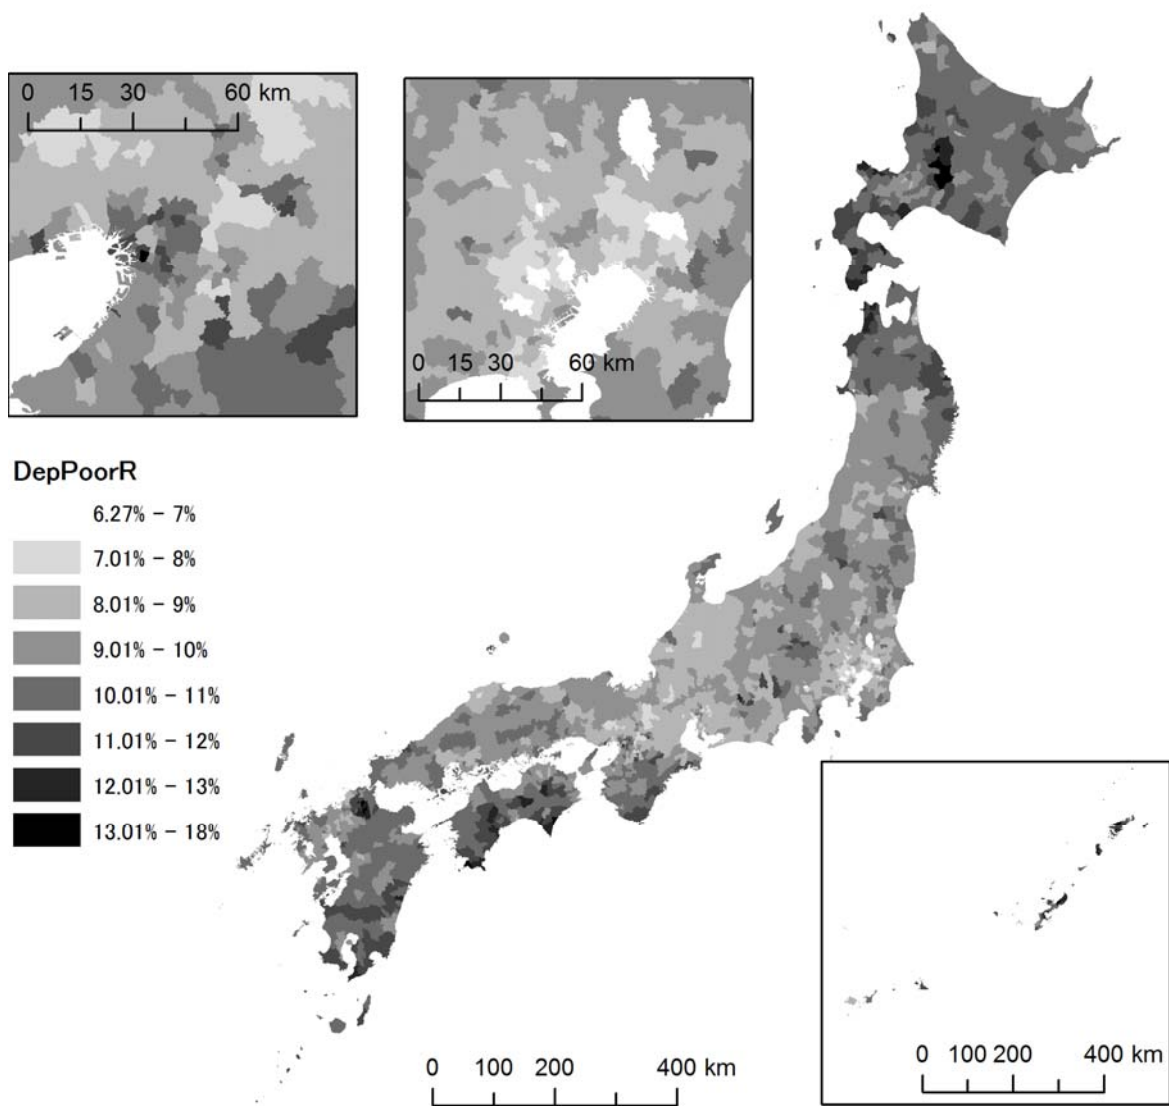 0 15 30 60 km
0 15 30 60 km
DepPoorR
6.27% − 7%
7.01% − 8%
8.01% − 9%
9.01% − 10%
10.01% − 11%
11.01% − 12%
12.01% − 13%
13.01% − 18%
0 100 200 400 km
0 100 200 400 km